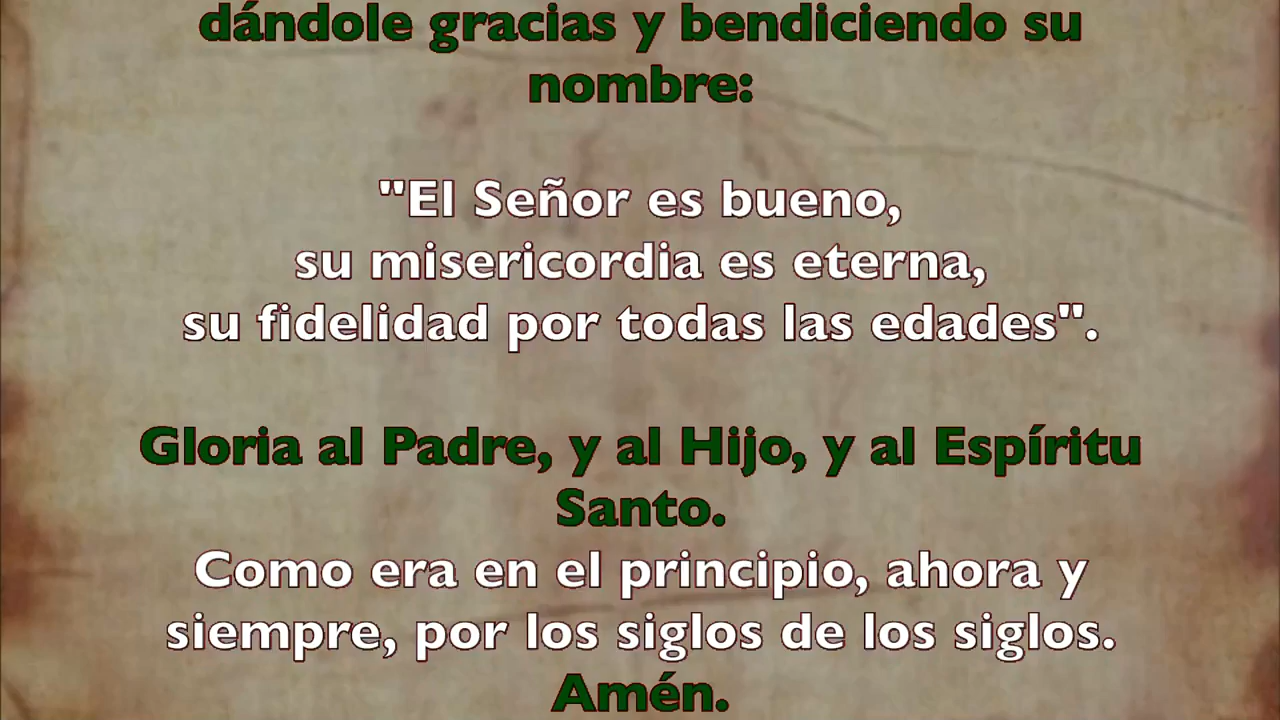 dándole gracias y bendiciendo su
nombre:
"El Señor es bueno,
su misericordia es eterna,
su fidelidad por todas las edades".
Gloria al Padre, y al Hijo, y al Espíritu
Santo.
Como era en el principio, ahora y
siempre, por los siglos de los siglos.
Amén.